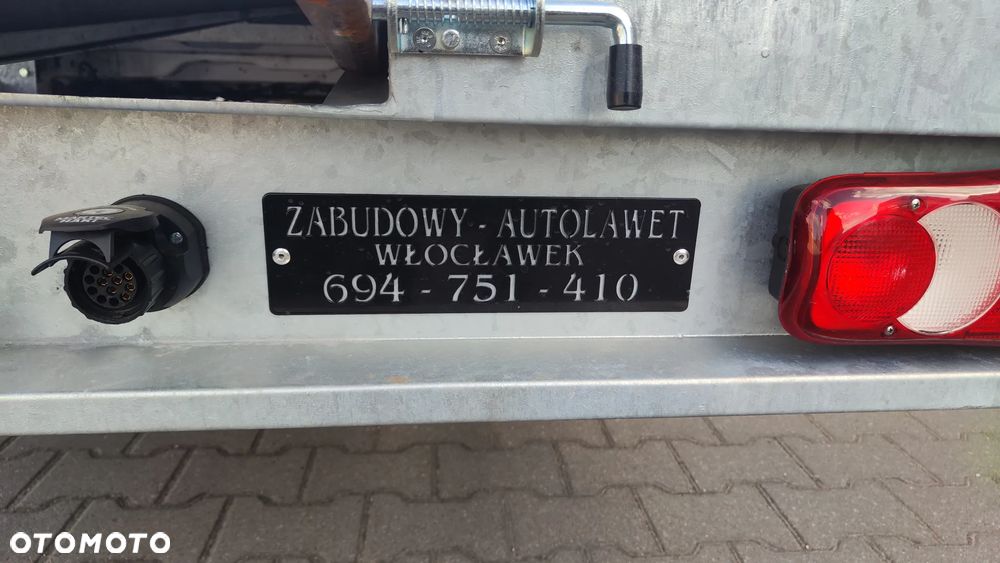 ZABUDOWY - AUTOLAWET
WŁOCŁAWEK
694 - 751 - 410
OTOMOTO